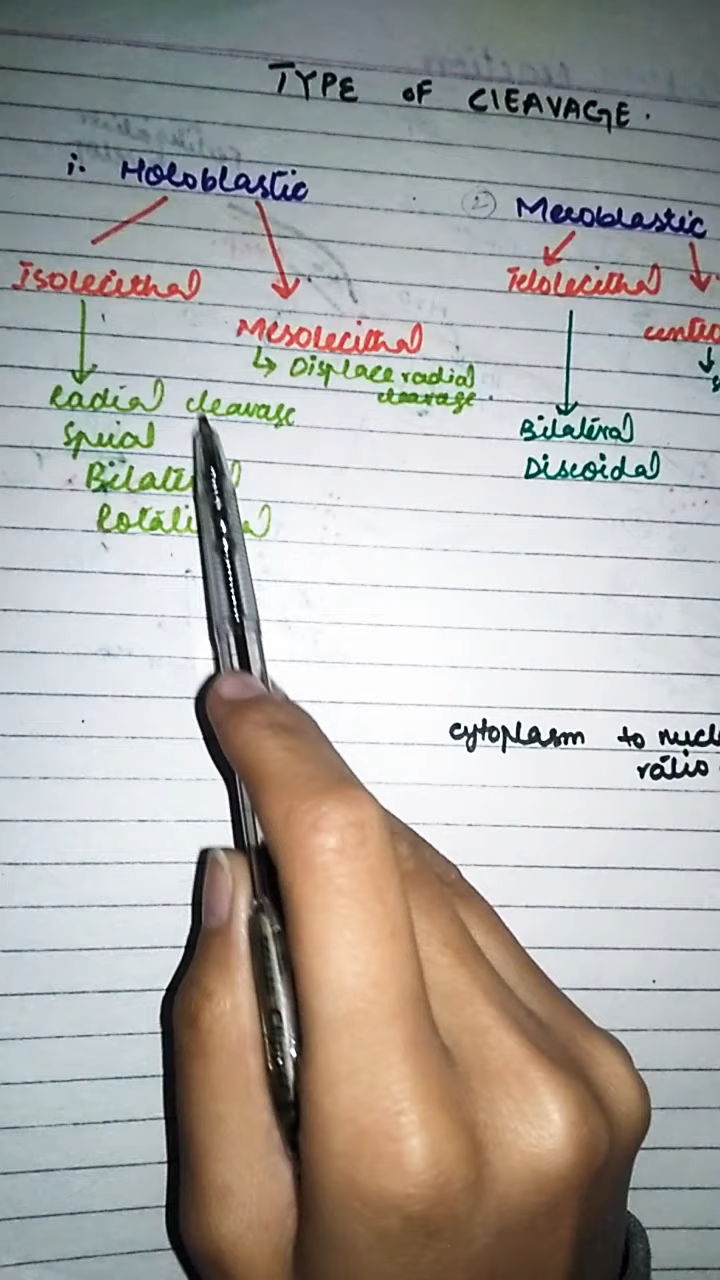 TYPE OF CLEAVAGE.
1. Holoblastic
2 Meroblastic
Isolecithal
Telolecithal
Mesolecithal
↳ Displace radial
cleavage.
Radial cleavage
Spiral
Bilateral
Rotational
Bilateral
Discoidal
cytoplasm to
ratio